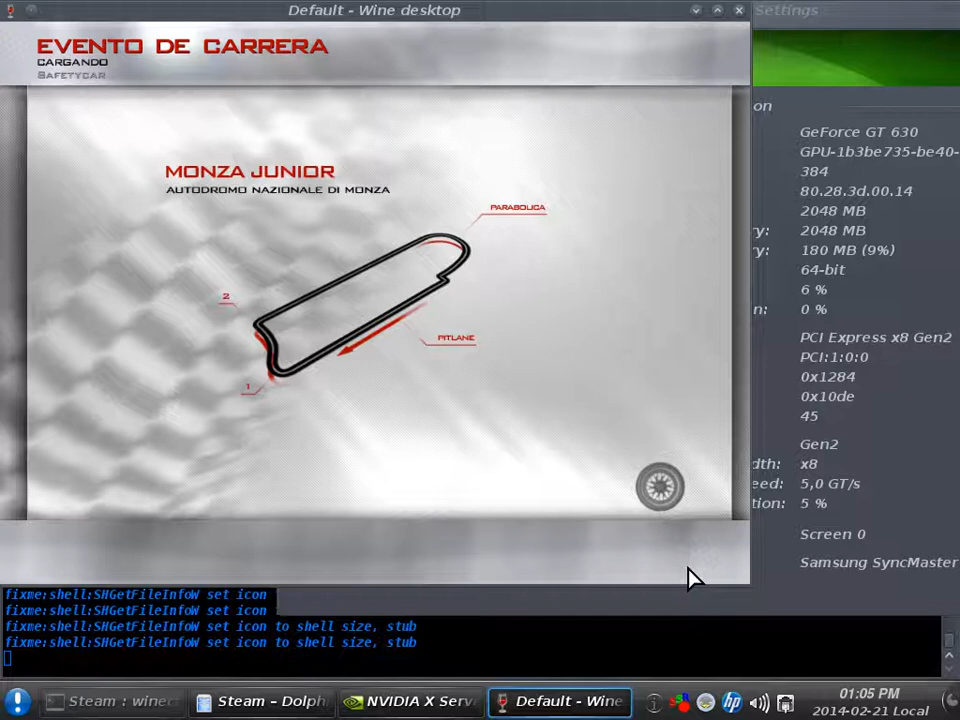 Default - Wine desktop
Settings
EVENTO DE CARRERA
CARGANDO
SAFETYCAR
on
MONZA JUNIOR
AUTODROMO NAZIONALE DI MONZA
PARABOLICA
2
PITLANE
1
GeForce GT 630
GPU-1b3be735-be40-
384
80.28.3d.00.14
2048 MB
ry: 2048 MB
ry: 180 MB (9%)
64-bit
6 %
n: 0 %
PCI Express x8 Gen2
PCI:1:0:0
0x1284
0x10de
45
Gen2
dth: x8
eed: 5,0 GT/s
tion: 5 %
Screen 0
Samsung SyncMaster
fixme:shell:SHGetFileInfoW set icon
fixme:shell:SHGetFileInfoW set icon
fixme:shell:SHGetFileInfoW set icon to shell size, stub
fixme:shell:SHGetFileInfoW set icon to shell size, stub
Steam : winec
Steam – Dolph
NVIDIA X Serve
Default - Wine
hp
01:05 PM
2014-02-21 Local